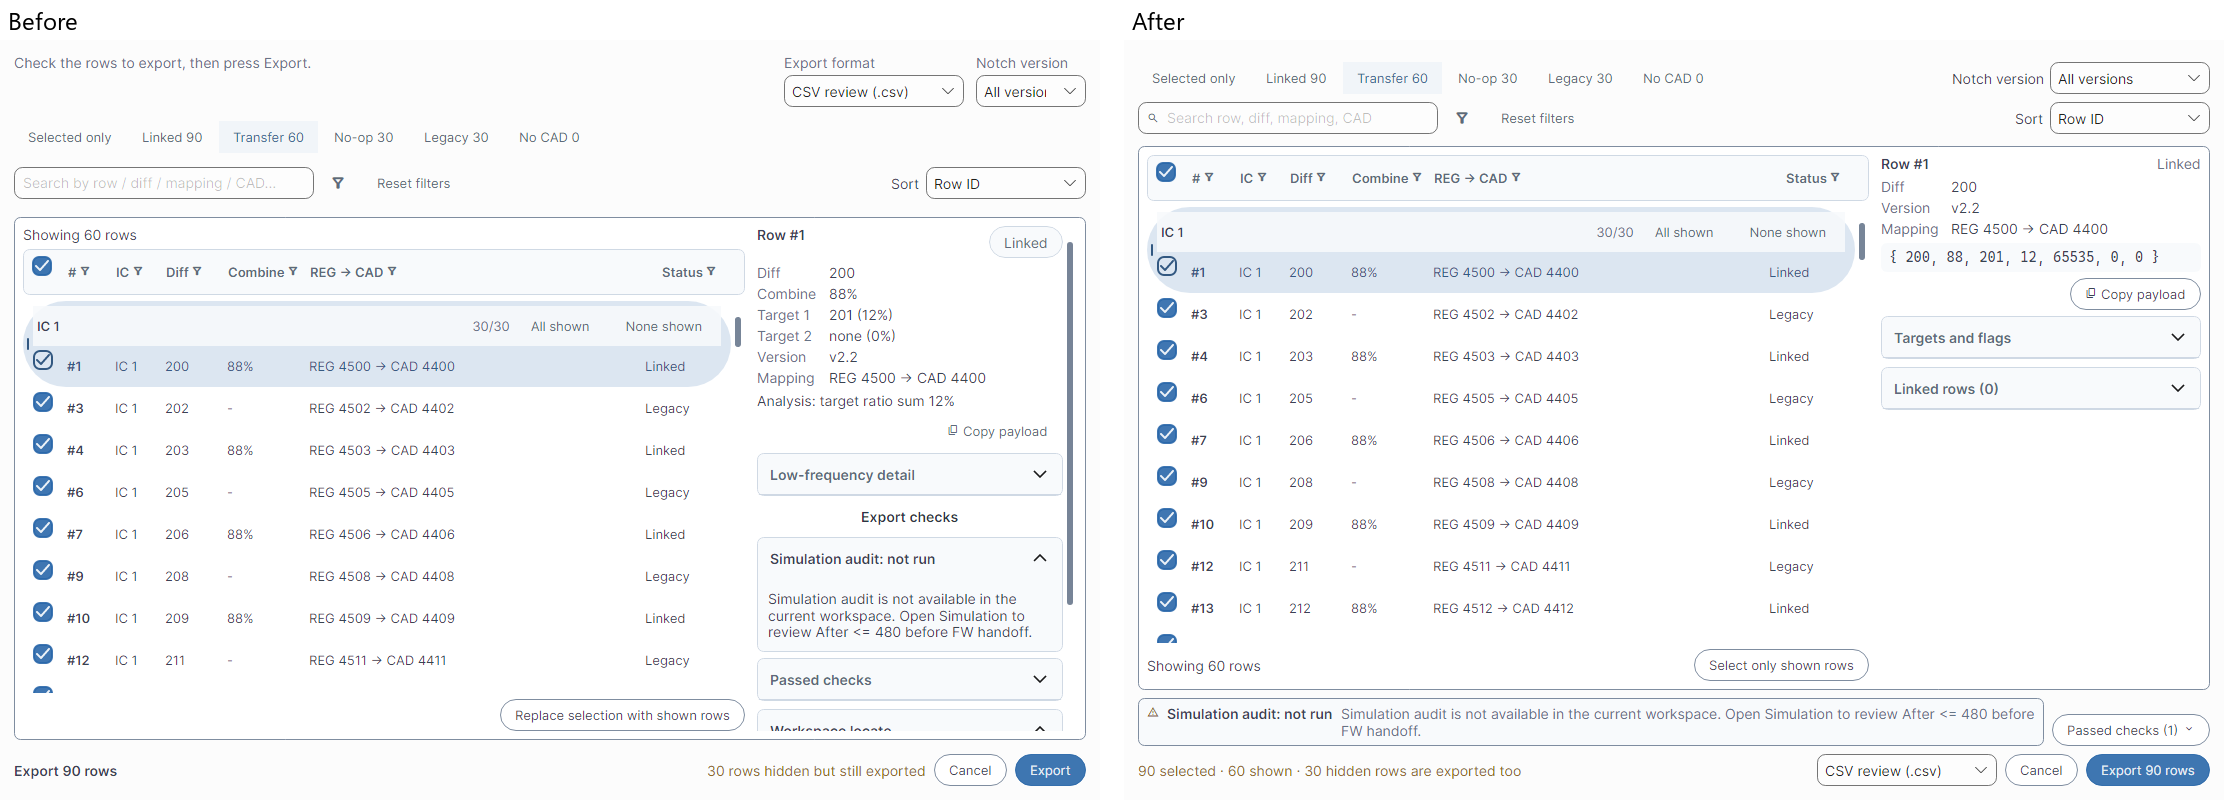 Before
Check the rows to export, then press Export.
Export format
Notch version
CSV review (.csv)
All versio
Selected only
Linked 90
Transfer 60
No-op 30
Legacy 30
No CAD 0
Search by row / diff / mapping / CAD...
Reset filters
Sort
Row ID
Showing 60 rows
# IC Diff Combine REG → CAD Status
IC 1 30/30 All shown None shown
#1 IC 1 200 88% REG 4500 → CAD 4400 Linked
#3 IC 1 202 - REG 4502 → CAD 4402 Legacy
#4 IC 1 203 88% REG 4503 → CAD 4403 Linked
#6 IC 1 205 - REG 4505 → CAD 4405 Legacy
#7 IC 1 206 88% REG 4506 → CAD 4406 Linked
#9 IC 1 208 - REG 4508 → CAD 4408 Legacy
#10 IC 1 209 88% REG 4509 → CAD 4409 Linked
#12 IC 1 211 - REG 4511 → CAD 4411 Legacy
Replace selection with shown rows
Row #1
Linked
Diff 200
Combine 88%
Target 1 201 (12%)
Target 2 none (0%)
Version v2.2
Mapping REG 4500 → CAD 4400
Analysis: target ratio sum 12%
Copy payload
Low-frequency detail
Export checks
Simulation audit: not run
Simulation audit is not available in the
current workspace. Open Simulation to
review After <= 480 before FW handoff.
Passed checks
Workspace locate
Export 90 rows
30 rows hidden but still exported
Cancel
Export
After
Selected only
Linked 90
Transfer 60
No-op 30
Legacy 30
No CAD 0
Notch version
All versions
Search row, diff, mapping, CAD
Reset filters
Sort
Row ID
# IC Diff Combine REG → CAD Status
IC 1 30/30 All shown None shown
#1 IC 1 200 88% REG 4500 → CAD 4400 Linked
#3 IC 1 202 - REG 4502 → CAD 4402 Legacy
#4 IC 1 203 88% REG 4503 → CAD 4403 Linked
#6 IC 1 205 - REG 4505 → CAD 4405 Legacy
#7 IC 1 206 88% REG 4506 → CAD 4406 Linked
#9 IC 1 208 - REG 4508 → CAD 4408 Legacy
#10 IC 1 209 88% REG 4509 → CAD 4409 Linked
#12 IC 1 211 - REG 4511 → CAD 4411 Legacy
#13 IC 1 212 88% REG 4512 → CAD 4412 Linked
Showing 60 rows
Select only shown rows
Row #1
Linked
Diff 200
Version v2.2
Mapping REG 4500 → CAD 4400
{ 200, 88, 201, 12, 65535, 0, 0 }
Copy payload
Targets and flags
Linked rows (0)
Simulation audit: not run Simulation audit is not available in the current workspace. Open Simulation to review After <= 480 before
FW handoff.
Passed checks (1)
90 selected · 60 shown · 30 hidden rows are exported too
CSV review (.csv)
Cancel
Export 90 rows